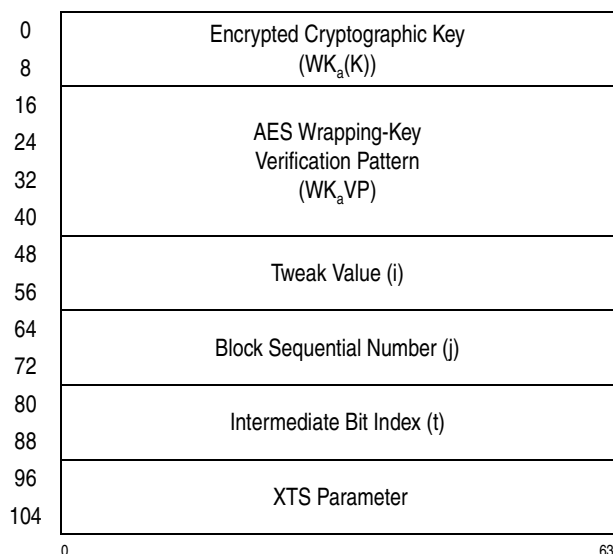 0
8
Encrypted Cryptographic Key
(WKₐ(K))
16
24
32
40
AES Wrapping-Key
Verification Pattern
(WKₐVP)
48
56
Tweak Value (i)
64
72
Block Sequential Number (j)
80
88
Intermediate Bit Index (t)
96
104
XTS Parameter
0 63